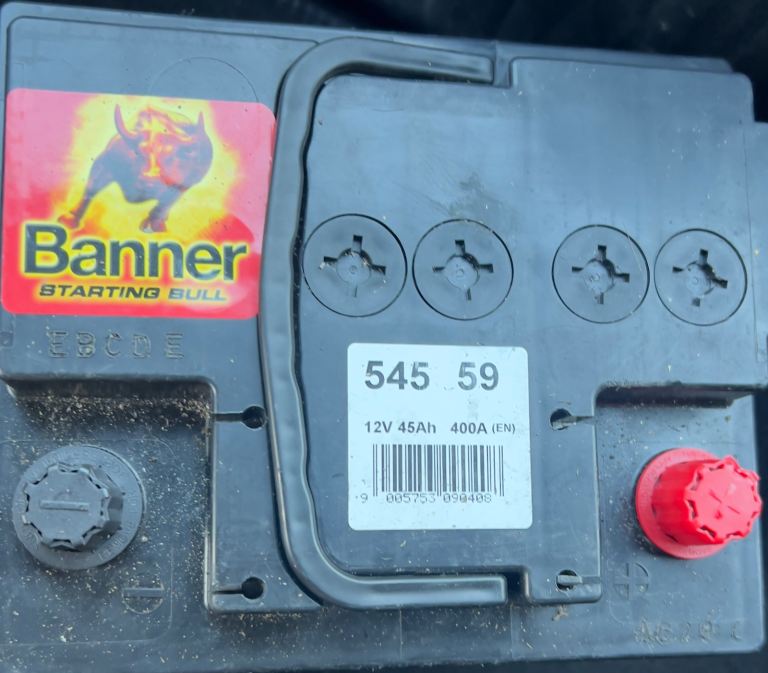 Banner
STARTING BULL
EBCDE
545 59
12V 45Ah 400A (EN)
9 005753 090408